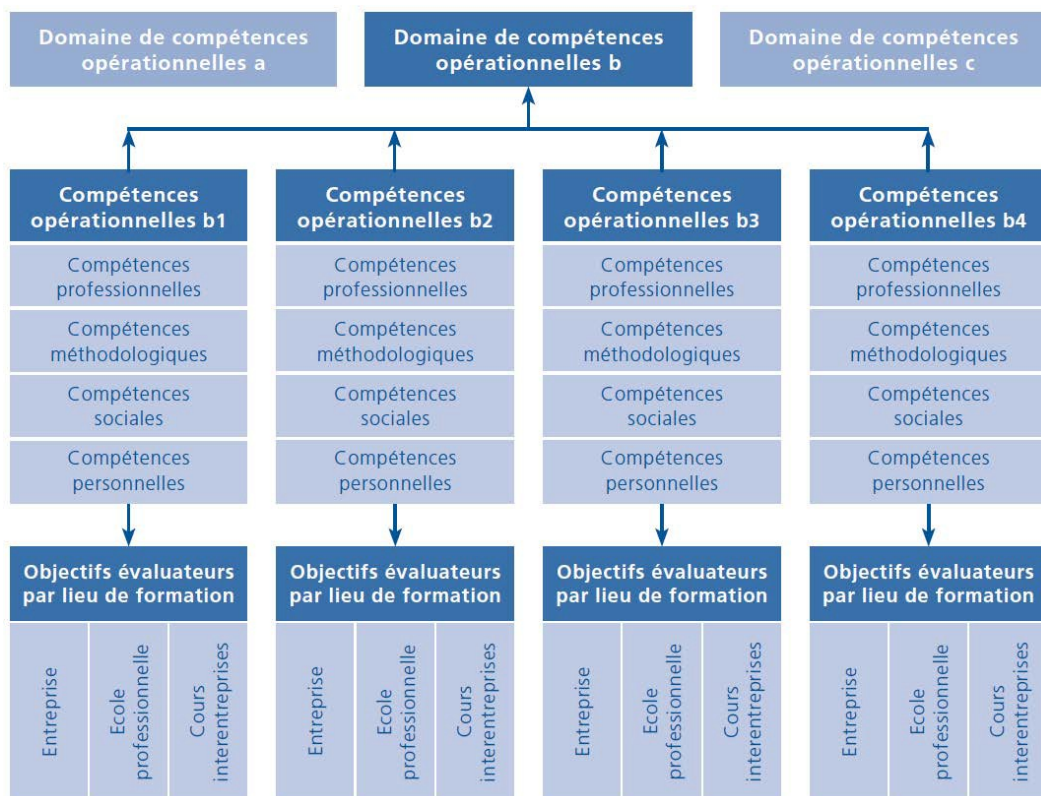 Domaine de compétences
opérationnelles a
Domaine de compétences
opérationnelles b
Domaine de compétences
opérationnelles c
Compétences
opérationnelles b1
Compétences
opérationnelles b2
Compétences
opérationnelles b3
Compétences
opérationnelles b4
Compétences
professionnelles
Compétences
professionnelles
Compétences
professionnelles
Compétences
professionnelles
Compétences
méthodologiques
Compétences
méthodologiques
Compétences
méthodologiques
Compétences
méthodologiques
Compétences
sociales
Compétences
sociales
Compétences
sociales
Compétences
sociales
Compétences
personnelles
Compétences
personnelles
Compétences
personnelles
Compétences
personnelles
Objectifs évaluateurs
par lieu de formation
Objectifs évaluateurs
par lieu de formation
Objectifs évaluateurs
par lieu de formation
Objectifs évaluateurs
par lieu de formation
Entreprise
Ecole
professionnelle
Cours
interentreprises
Entreprise
Ecole
professionnelle
Cours
interentreprises
Entreprise
Ecole
professionnelle
Cours
interentreprises
Entreprise
Ecole
professionnelle
Cours
interentreprises